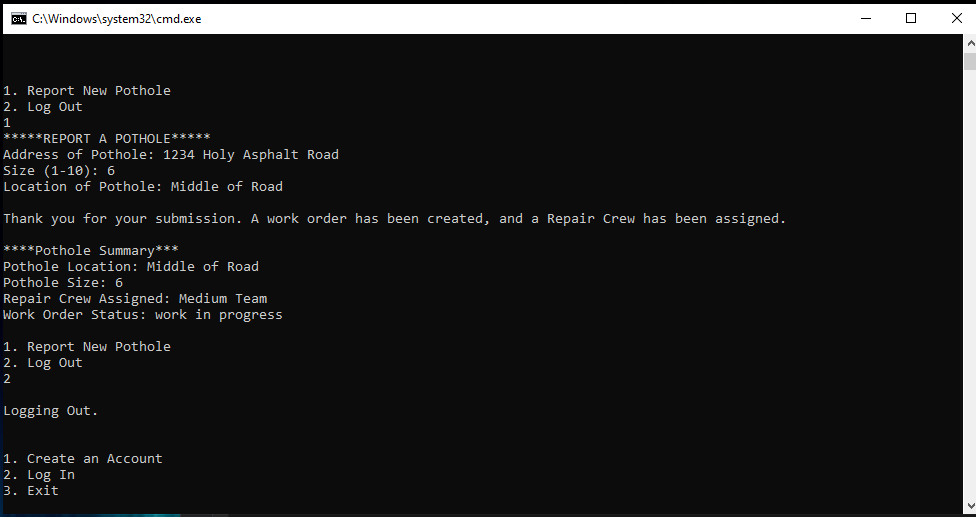 C:\Windows\system32\cmd.exe
1. Report New Pothole
2. Log Out
1
*****REPORT A POTHOLE*****
Address of Pothole: 1234 Holy Asphalt Road
Size (1-10): 6
Location of Pothole: Middle of Road
Thank you for your submission. A work order has been created, and a Repair Crew has been assigned.
****Pothole Summary***
Pothole Location: Middle of Road
Pothole Size: 6
Repair Crew Assigned: Medium Team
Work Order Status: work in progress
1. Report New Pothole
2. Log Out
2
Logging Out.
1. Create an Account
2. Log In
3. Exit